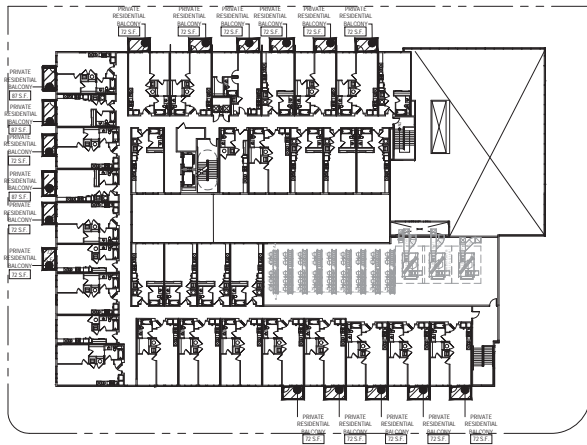 PRIVATE
RESIDENTIAL
BALCONY
72 S.F.
PRIVATE
RESIDENTIAL
BALCONY
72 S.F.
PRIVATE
RESIDENTIAL
BALCONY
72 S.F.
PRIVATE
RESIDENTIAL
BALCONY
72 S.F.
PRIVATE
RESIDENTIAL
BALCONY
72 S.F.
PRIVATE
RESIDENTIAL
BALCONY
72 S.F.
PRIVATE
RESIDENTIAL
BALCONY
87 S.F.
PRIVATE
RESIDENTIAL
BALCONY
87 S.F.
PRIVATE
RESIDENTIAL
BALCONY
72 S.F.
PRIVATE
RESIDENTIAL
BALCONY
87 S.F.
PRIVATE
RESIDENTIAL
BALCONY
72 S.F.
PRIVATE
RESIDENTIAL
BALCONY
72 S.F.
PRIVATE
RESIDENTIAL
BALCONY
72 S.F.
PRIVATE
RESIDENTIAL
BALCONY
72 S.F.
PRIVATE
RESIDENTIAL
BALCONY
72 S.F.
PRIVATE
RESIDENTIAL
BALCONY
72 S.F.
PRIVATE
RESIDENTIAL
BALCONY
72 S.F.